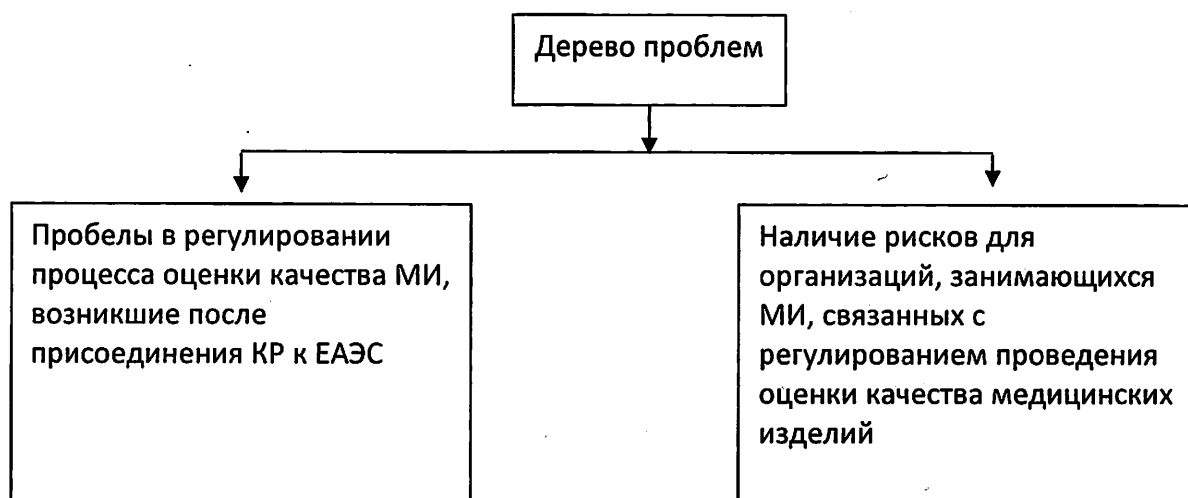 Дерево проблем
Пробелы в регулировании
процесса оценки качества МИ,
возникшие после
присоединения КР к ЕАЭС
Наличие рисков для
организаций, занимающихся
МИ, связанных с
регулированием проведения
оценки качества медицинских
изделий